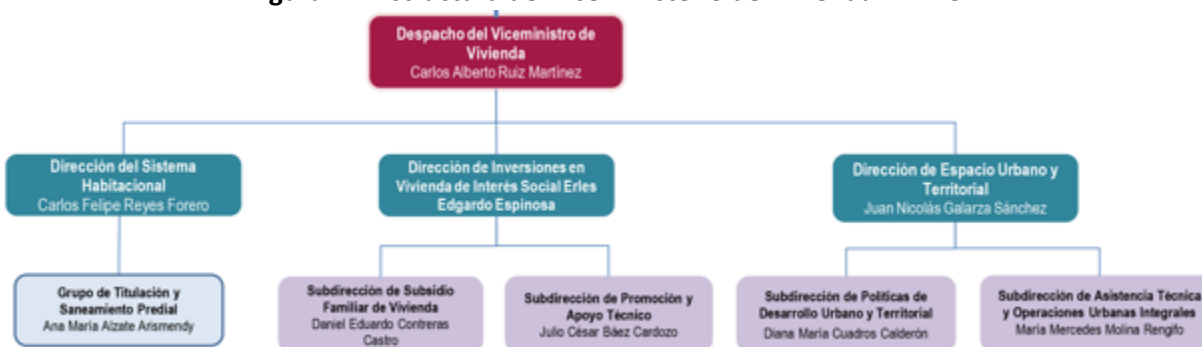 Despacho del Viceministro de
Vivienda
Carlos Alberto Ruiz Martínez
Dirección del Sistema
Habitacional
Carlos Felipe Reyes Forero
Dirección de Inversiones en
Vivienda de Interés Social Erles
Edgardo Espinosa
Dirección de Espacio Urbano y
Territorial
Juan Nicolás Galarza Sánchez
Grupo de Titulación y
Saneamiento Predial
Ana María Alzate Arismendy
Subdirección de Subsidio
Familiar de Vivienda
Daniel Eduardo Contreras
Castro
Subdirección de Promoción y
Apoyo Técnico
Julio César Báez Cardozo
Subdirección de Políticas de
Desarrollo Urbano y Territorial
Diana María Cuadros Calderón
Subdirección de Asistencia Técnica
y Operaciones Urbanas Integrales
María Mercedes Molina Rengifo